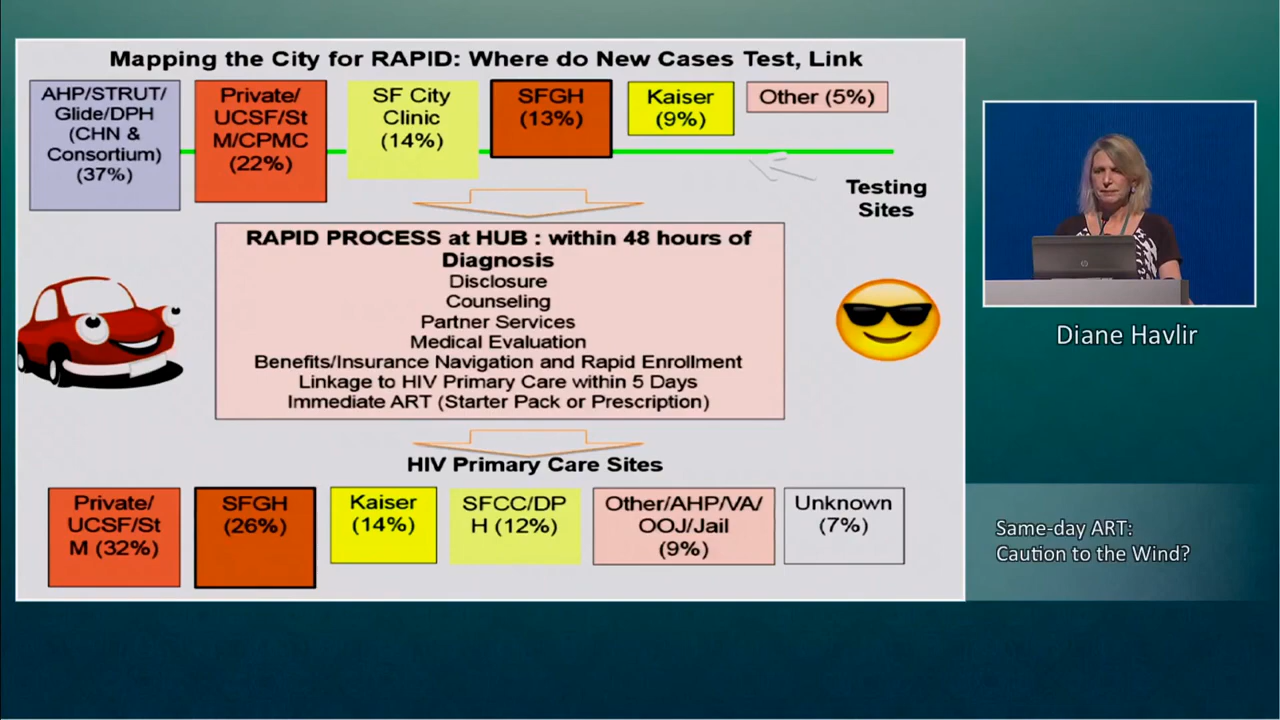 Mapping the City for RAPID: Where do New Cases Test, Link
AHP/STRUT/
Glide/DPH
(CHN &
Consortium)
(37%)
Private/
UCSF/St
M/CPMC
(22%)
SF City
Clinic
(14%)
SFGH
(13%)
Kaiser
(9%)
Other (5%)
Testing
Sites
RAPID PROCESS at HUB : within 48 hours of
Diagnosis
Disclosure
Counseling
Partner Services
Medical Evaluation
Benefits/Insurance Navigation and Rapid Enrollment
Linkage to HIV Primary Care within 5 Days
Immediate ART (Starter Pack or Prescription)
HIV Primary Care Sites
Private/
UCSF/St
M (32%)
SFGH
(26%)
Kaiser
(14%)
SFCC/DP
H (12%)
Other/AHP/VA/
OOJ/Jail
(9%)
Unknown
(7%)
Diane Havlir
Same-day ART:
Caution to the Wind?